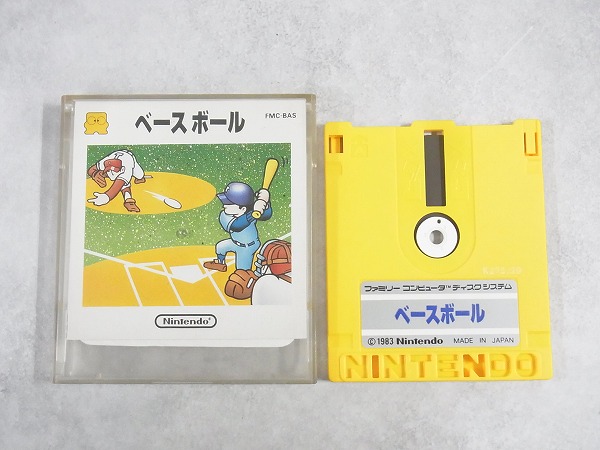 ベースボール
FMC-BAS
Nintendo®
ファミリー コンピュータ™ ディスクシステム
ベースボール
©1983 Nintendo MADE IN JAPAN
NINTENDO